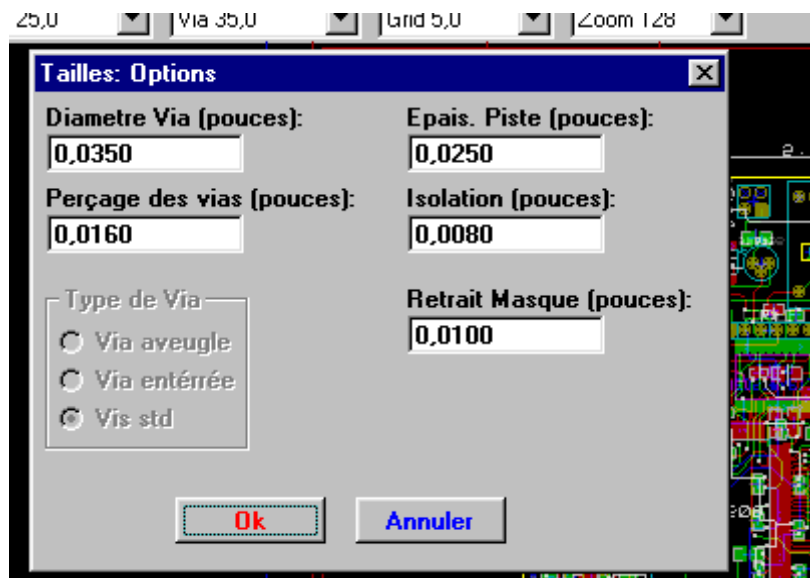 25,0 Via 35,0 Grid 5,0 Zoom 128
Tailles: Options
Diametre Via (pouces): Epais. Piste (pouces):
0,0350 0,0250
Perçage des vias (pouces): Isolation (pouces):
0,0160 0,0080
Type de Via Retrait Masque (pouces):
Via aveugle 0,0100
Via entérrée
Vis std
Ok Annuler